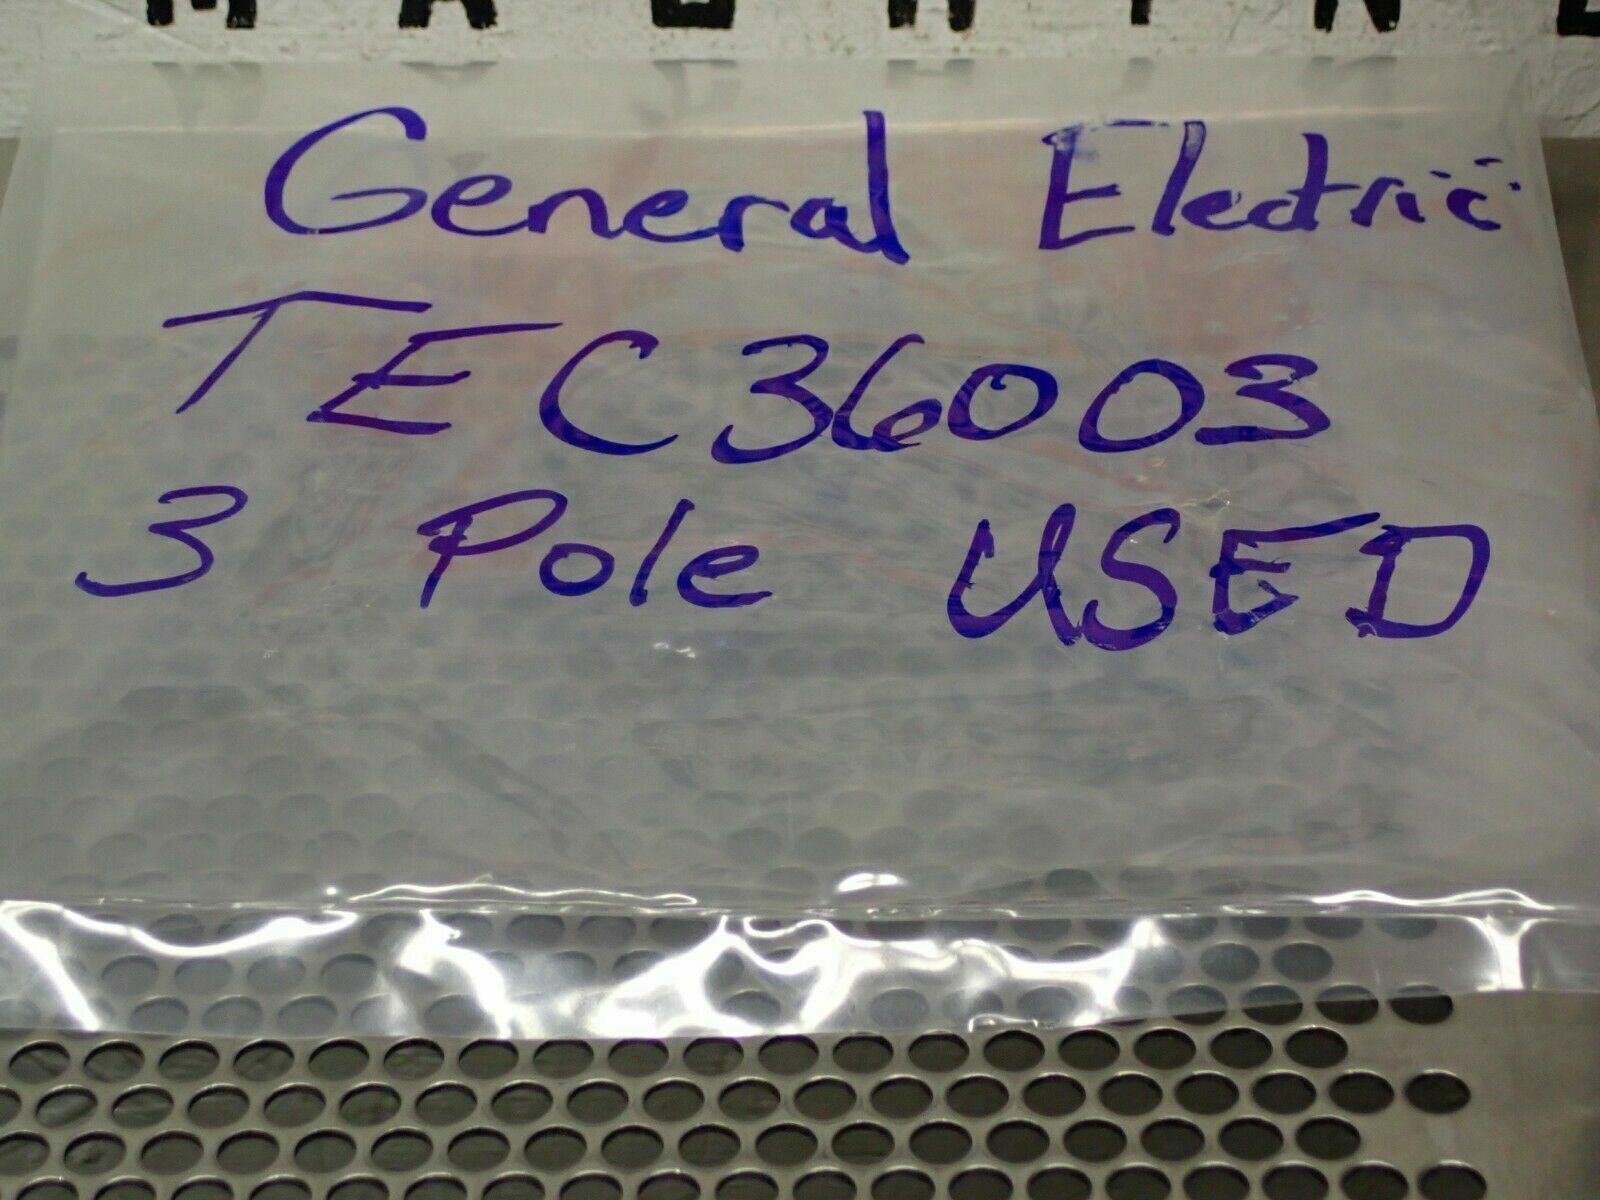 General Electric
TEC36003
3 Pole USED